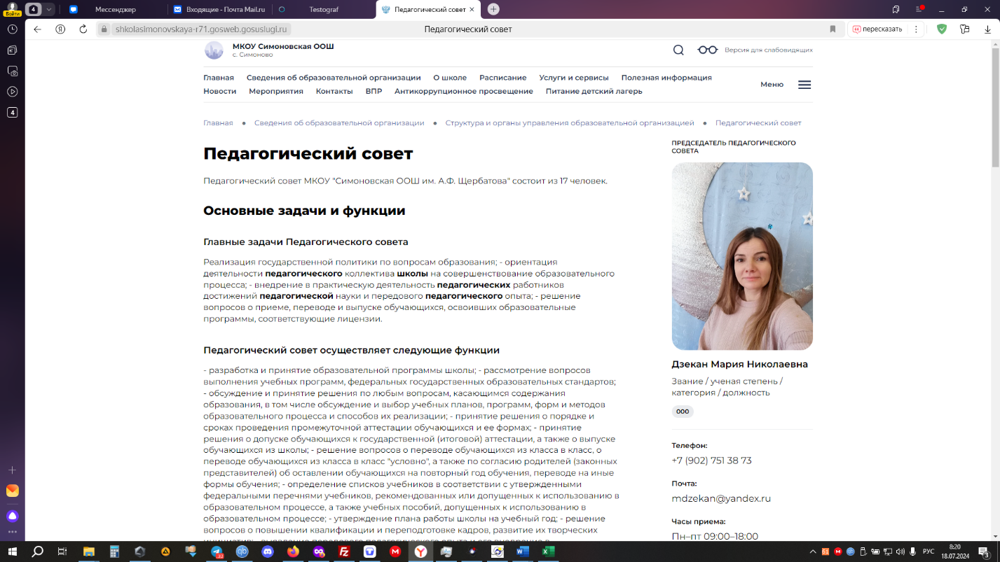 Войти
4
Мессенджер
Входящие - Почта Mail.ru
Testograf
Педагогический совет
shkolasimonovskaya-r71.gosweb.gosuslugi.ru
Педагогический совет
пересказать
4
МКОУ Симоновская ООШ
с. Симоново
Версия для слабовидящих
Главная Сведения об образовательной организации О школе Расписание Услуги и сервисы Полезная информация
Новости Мероприятия Контакты ВПР Антикоррупционное просвещение Питание детский лагерь
Меню
Главная ● Сведения об образовательной организации ● Структура и органы управления образовательной организацией ● Педагогический совет
Педагогический совет
Педагогический совет МКОУ "Симоновская ООШ им. А.Ф. Щербатова" состоит из 17 человек.
Основные задачи и функции
Главные задачи Педагогического совета
Реализация государственной политики по вопросам образования; - ориентация
деятельности педагогического коллектива школы на совершенствование образовательного
процесса; - внедрение в практическую деятельность педагогических работников
достижений педагогической науки и передового педагогического опыта; - решение
вопросов о приеме, переводе и выпуске обучающихся, освоивших образовательные
программы, соответствующие лицензии.
Педагогический совет осуществляет следующие функции
- разработка и принятие образовательной программы школы; - рассмотрение вопросов
выполнения учебных программ, федеральных государственных образовательных стандартов;
- обсуждение и принятие решения по любым вопросам, касающимся содержания
образования, в том числе обсуждение и выбор учебных планов, программ, форм и методов
образовательного процесса и способов их реализации; - принятие решения о порядке и
сроках проведения промежуточной аттестации обучающихся и ее формах; - принятие
решения о допуске обучающихся к государственной (итоговой) аттестации, а также о выпуске
обучающихся из школы; - решение вопросов о переводе обучающихся из класса в класс, о
переводе обучающихся из класса в класс "условно", а также по согласию родителей (законных
представителей) об оставлении обучающихся на повторный год обучения, переводе на иные
формы обучения; - определение списков учебников в соответствии с утвержденными
федеральными перечнями учебников, рекомендованных или допущенных к использованию в
образовательном процессе, а также учебных пособий, допущенных к использованию в
образовательном процессе; - утверждение плана работы школы на учебный год; - решение
вопросов о повышении квалификации и переподготовке кадров, развитие их творческих
ПРЕДСЕДАТЕЛЬ ПЕДАГОГИЧЕСКОГО
СОВЕТА
Дзекан Мария Николаевна
Звание / ученая степень /
категория / должность
ООО
Телефон:
+7 (902) 751 38 73
Почта:
mdzekan@yandex.ru
Часы приема:
Пн–пт 09:00–18:00
РУС
8:20
18.07.2024
3